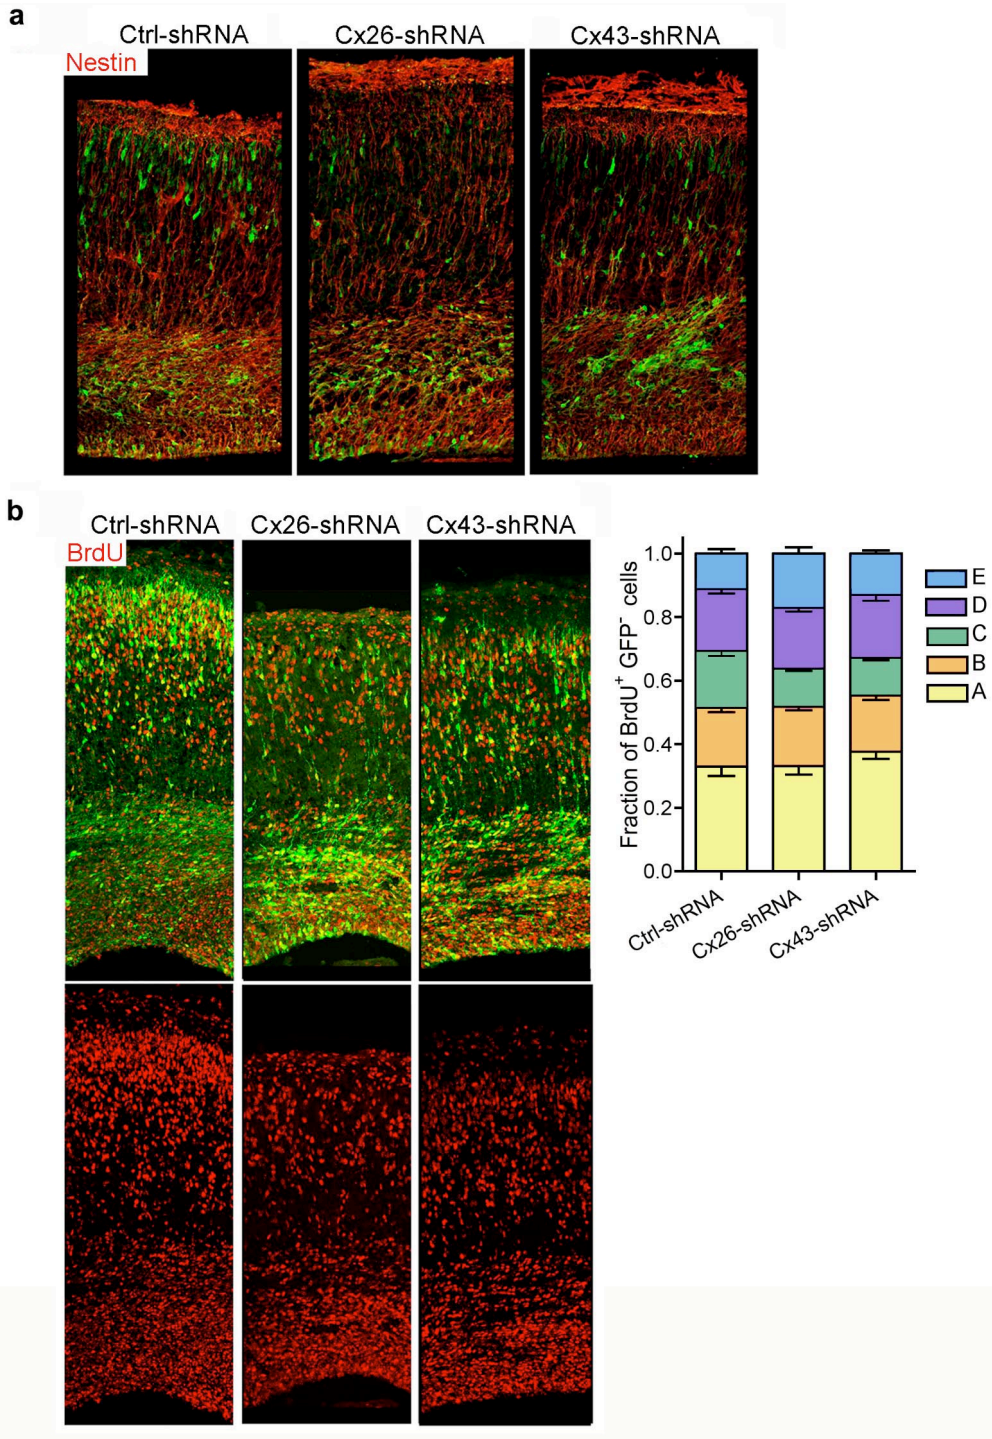 a
Ctrl-shRNA Cx26-shRNA Cx43-shRNA
Nestin
b
Ctrl-shRNA Cx26-shRNA Cx43-shRNA
BrdU
Fraction of BrdU⁺ GFP⁻ cells
1.0
0.8
0.6
0.4
0.2
0.0
Ctrl-shRNA
Cx26-shRNA
Cx43-shRNA
E
D
C
B
A